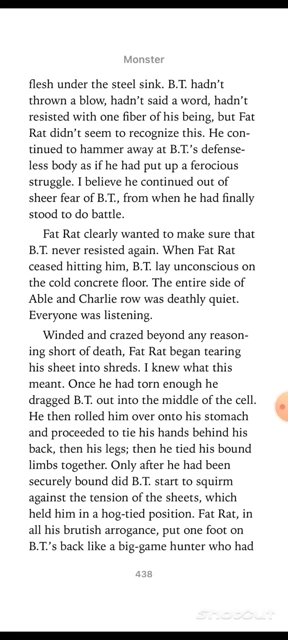 Monster
flesh under the steel sink. B.T. hadn't
thrown a blow, hadn't said a word, hadn't
resisted with one fiber of his being, but Fat
Rat didn't seem to recognize this. He con-
tinued to hammer away at B.T.'s defense-
less body as if he had put up a ferocious
struggle. I believe he continued out of
sheer fear of B.T., from when he had finally
stood to do battle.
Fat Rat clearly wanted to make sure that
B.T. never resisted again. When Fat Rat
ceased hitting him, B.T. lay unconscious on
the cold concrete floor. The entire side of
Able and Charlie row was deathly quiet.
Everyone was listening.
Winded and crazed beyond any reason-
ing short of death, Fat Rat began tearing
his sheet into shreds. I knew what this
meant. Once he had torn enough he
dragged B.T. out into the middle of the cell.
He then rolled him over onto his stomach
and proceeded to tie his hands behind his
back, then his legs; then he tied his bound
limbs together. Only after he had been
securely bound did B.T. start to squirm
against the tension of the sheets, which
held him in a hog-tied position. Fat Rat, in
all his brutish arrogance, put one foot on
B.T.'s back like a big-game hunter who had
438